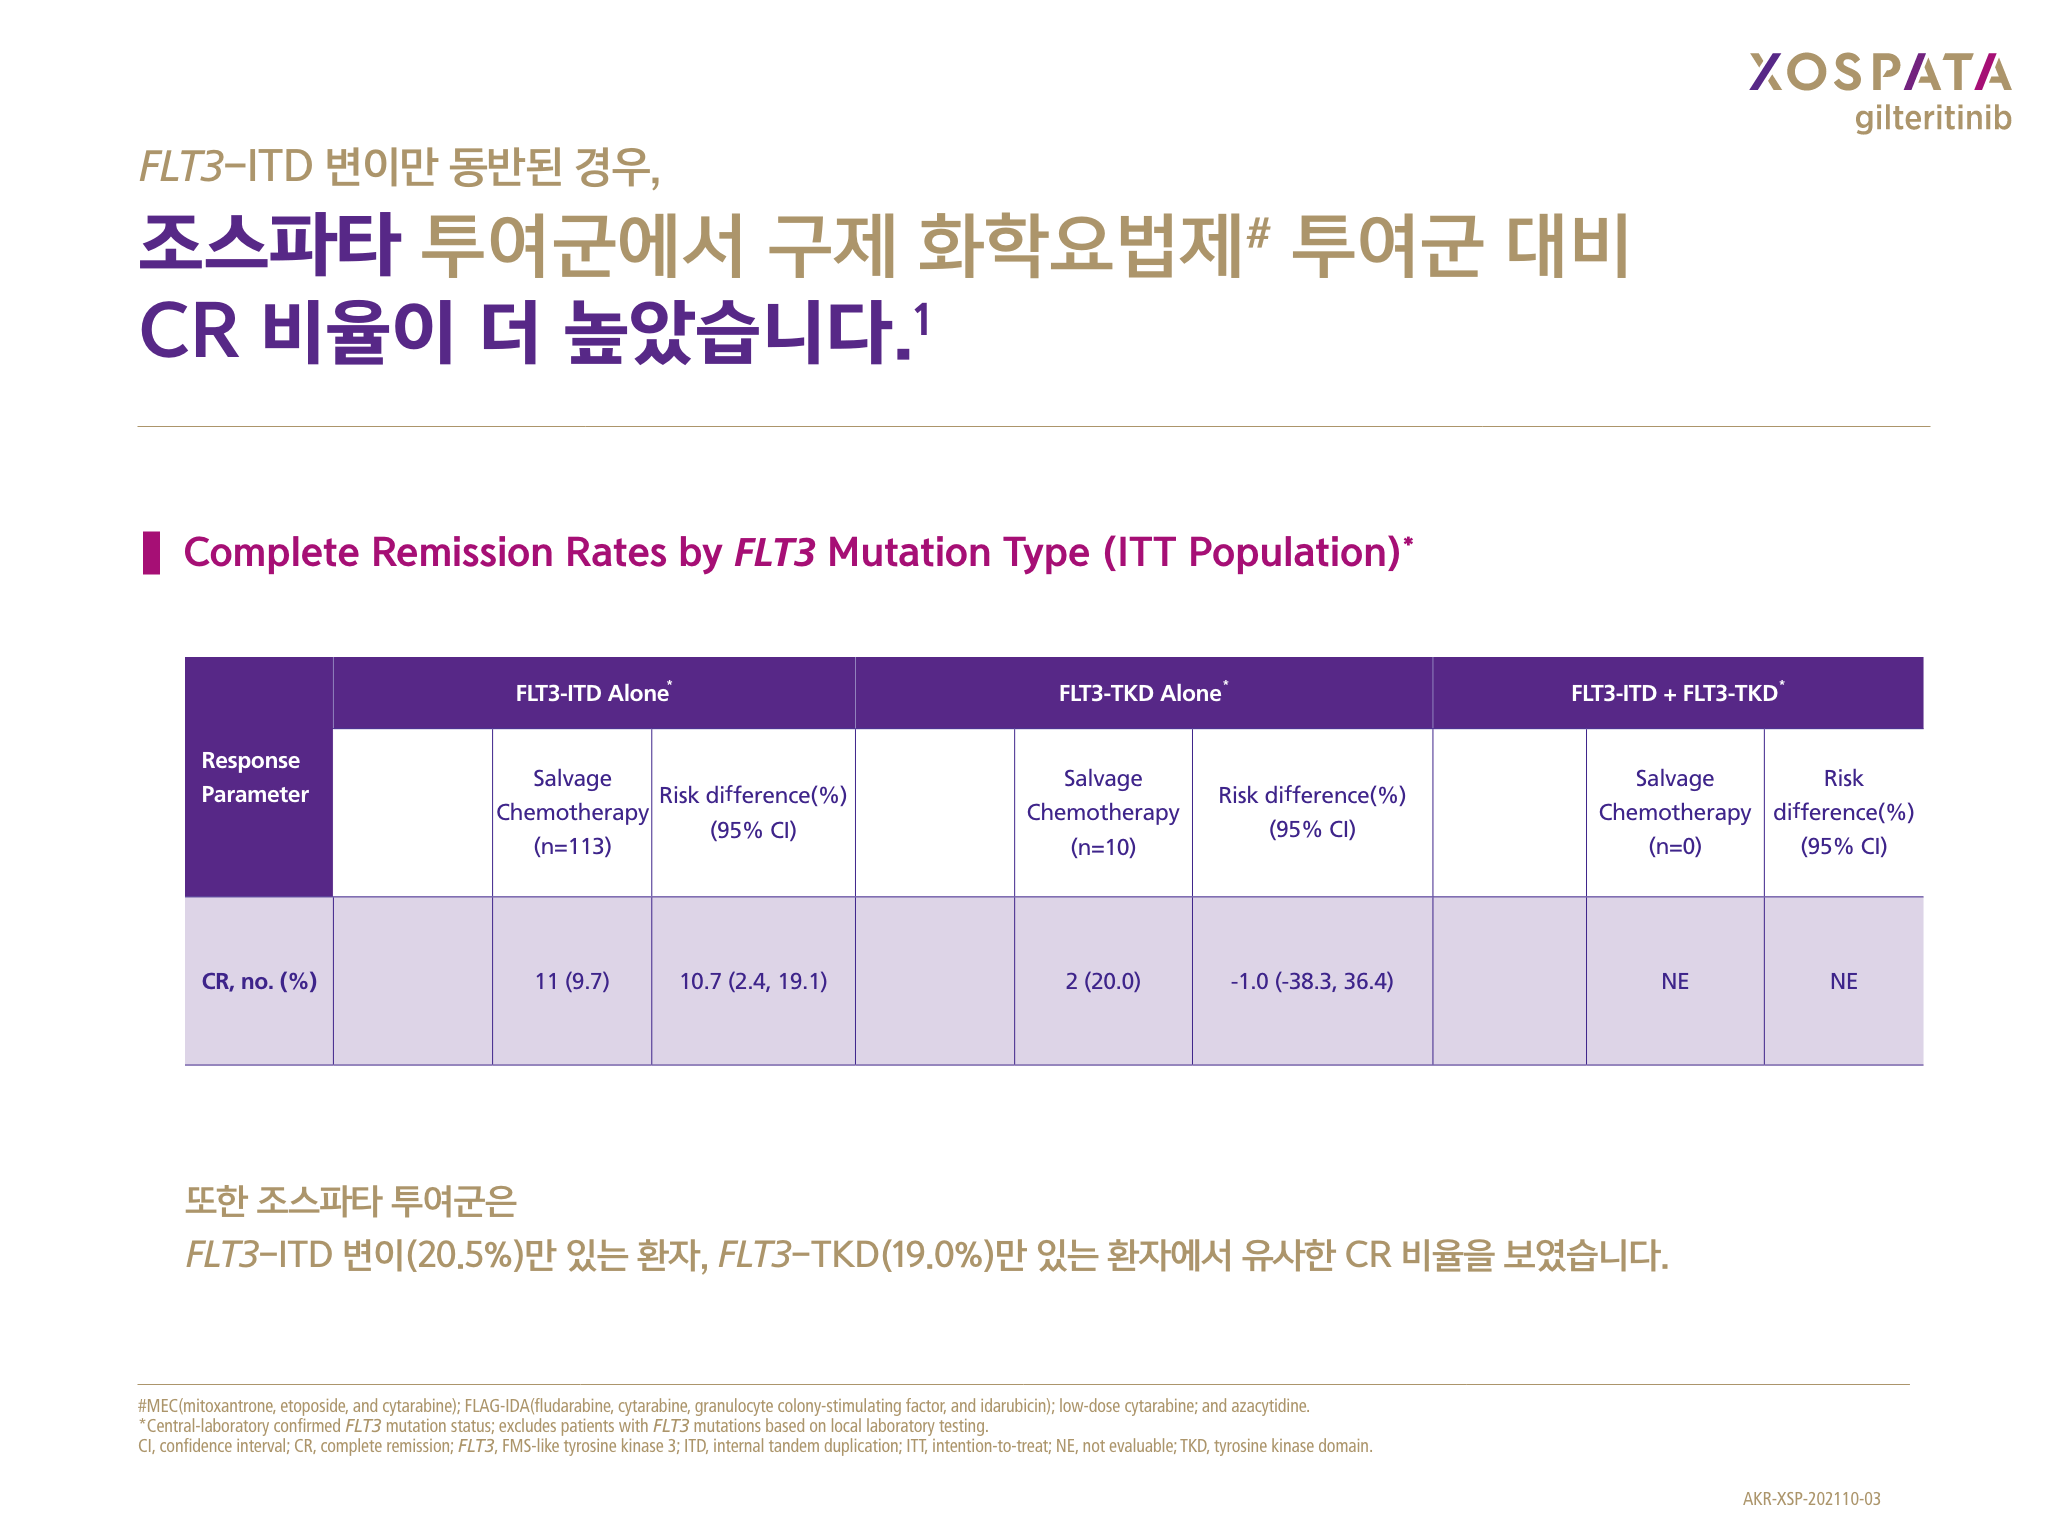 XOSPATA
gilteritinib
FLT3-ITD 변이만 동반된 경우,
조스파타 투여군에서 구제 화학요법제# 투여군 대비
CR 비율이 더 높았습니다.1
Complete Remission Rates by FLT3 Mutation Type (ITT Population)*
Response
Parameter
FLT3-ITD Alone*
FLT3-TKD Alone*
FLT3-ITD + FLT3-TKD*
Salvage
Chemotherapy
(n=113)
Risk difference(%)
(95% CI)
Salvage
Chemotherapy
(n=10)
Risk difference(%)
(95% CI)
Salvage
Chemotherapy
(n=0)
Risk
difference(%)
(95% CI)
CR, no. (%)
11 (9.7)
10.7 (2.4, 19.1)
2 (20.0)
-1.0 (-38.3, 36.4)
NE
NE
또한 조스파타 투여군은
FLT3-ITD 변이(20.5%)만 있는 환자, FLT3-TKD(19.0%)만 있는 환자에서 유사한 CR 비율을 보였습니다.
#MEC(mitoxantrone, etoposide, and cytarabine); FLAG-IDA(fludarabine, cytarabine, granulocyte colony-stimulating factor, and idarubicin); low-dose cytarabine; and azacytidine.
*Central-laboratory confirmed FLT3 mutation status; excludes patients with FLT3 mutations based on local laboratory testing.
CI, confidence interval; CR, complete remission; FLT3, FMS-like tyrosine kinase 3; ITD, internal tandem duplication; ITT, intention-to-treat; NE, not evaluable; TKD, tyrosine kinase domain.
AKR-XSP-202110-03